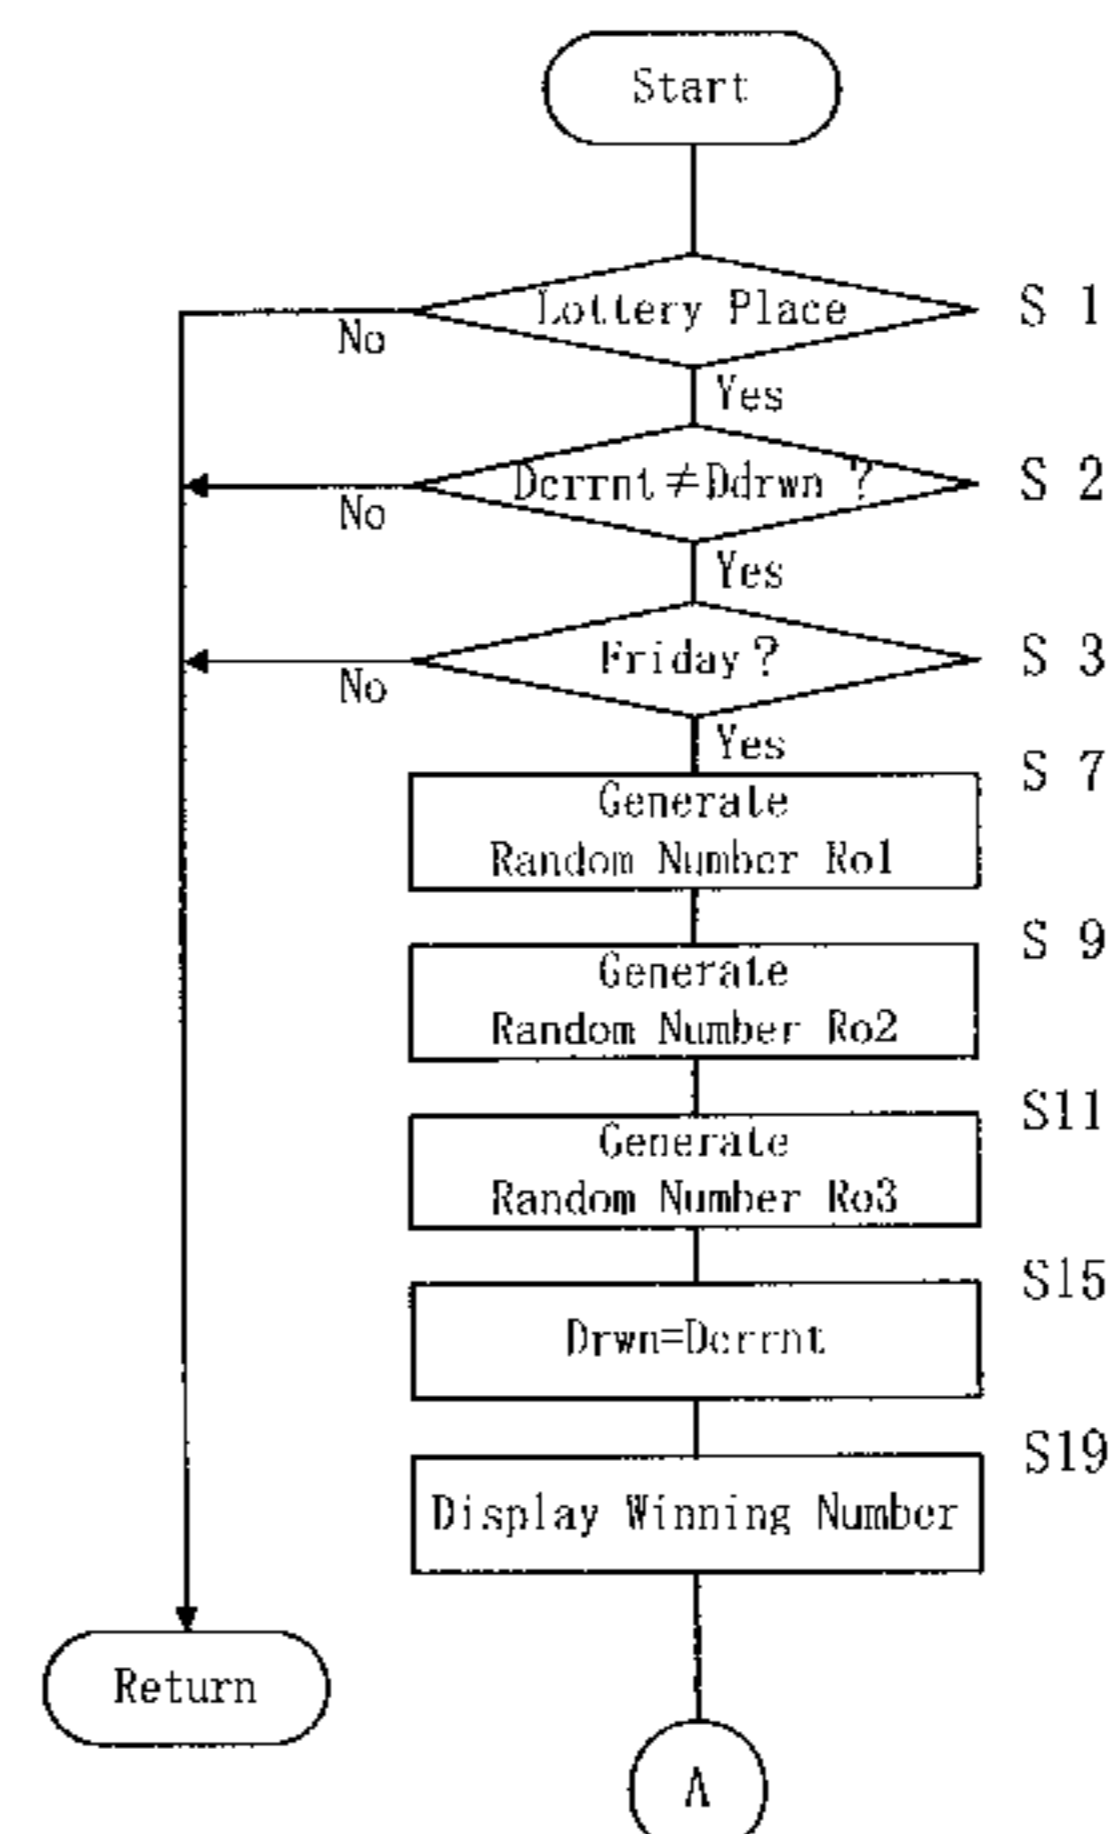 Start
Lottery Place
S 1
No
Yes
Dcrrnt≠Ddrwn ?
S 2
No
Yes
Friday?
S 3
No
Yes
S 7
Generate
Random Number Ro1
S 9
Generate
Random Number Ro2
S11
Generate
Random Number Ro3
S15
Drwn=Dcrrnt
S19
Display Winning Number
Return
A